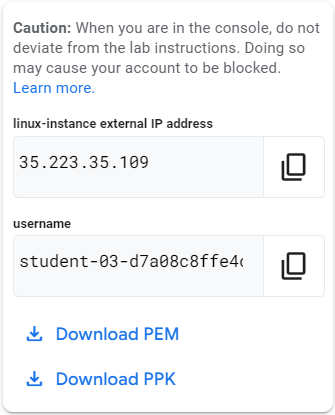 Caution: When you are in the console, do not
deviate from the lab instructions. Doing so
may cause your account to be blocked.
Learn more.
linux-instance external IP address
35.223.35.109
username
student-03-d7a08c8ffe4c
Download PEM
Download PPK